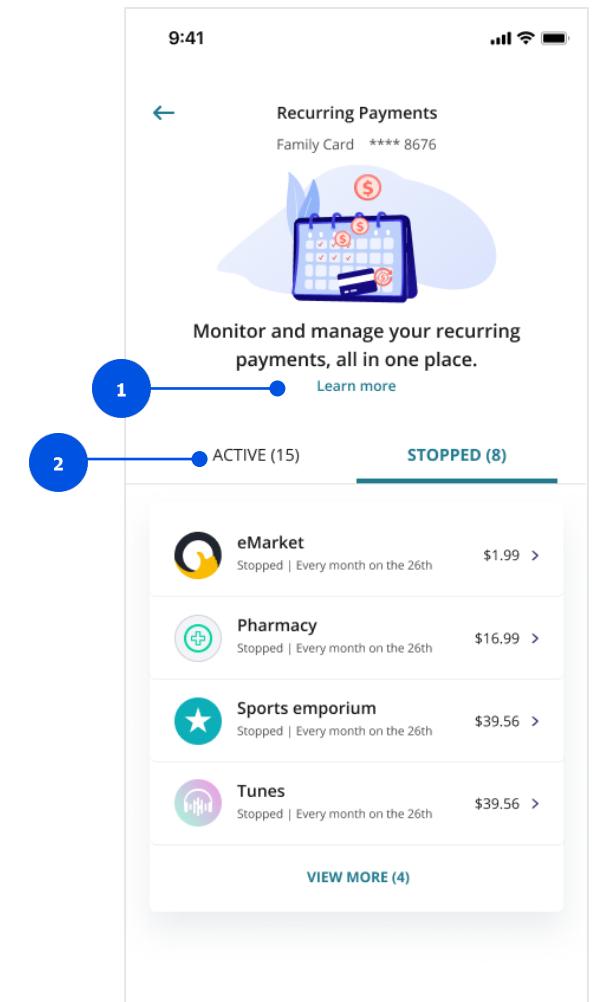 9:41
Recurring Payments
Family Card **** 8676
Monitor and manage your recurring
payments, all in one place.
1
Learn more
2
ACTIVE (15) STOPPED (8)
eMarket
Stopped | Every month on the 26th
$1.99
Pharmacy
Stopped | Every month on the 26th
$16.99
Sports emporium
Stopped | Every month on the 26th
$39.56
Tunes
Stopped | Every month on the 26th
$39.56
VIEW MORE (4)